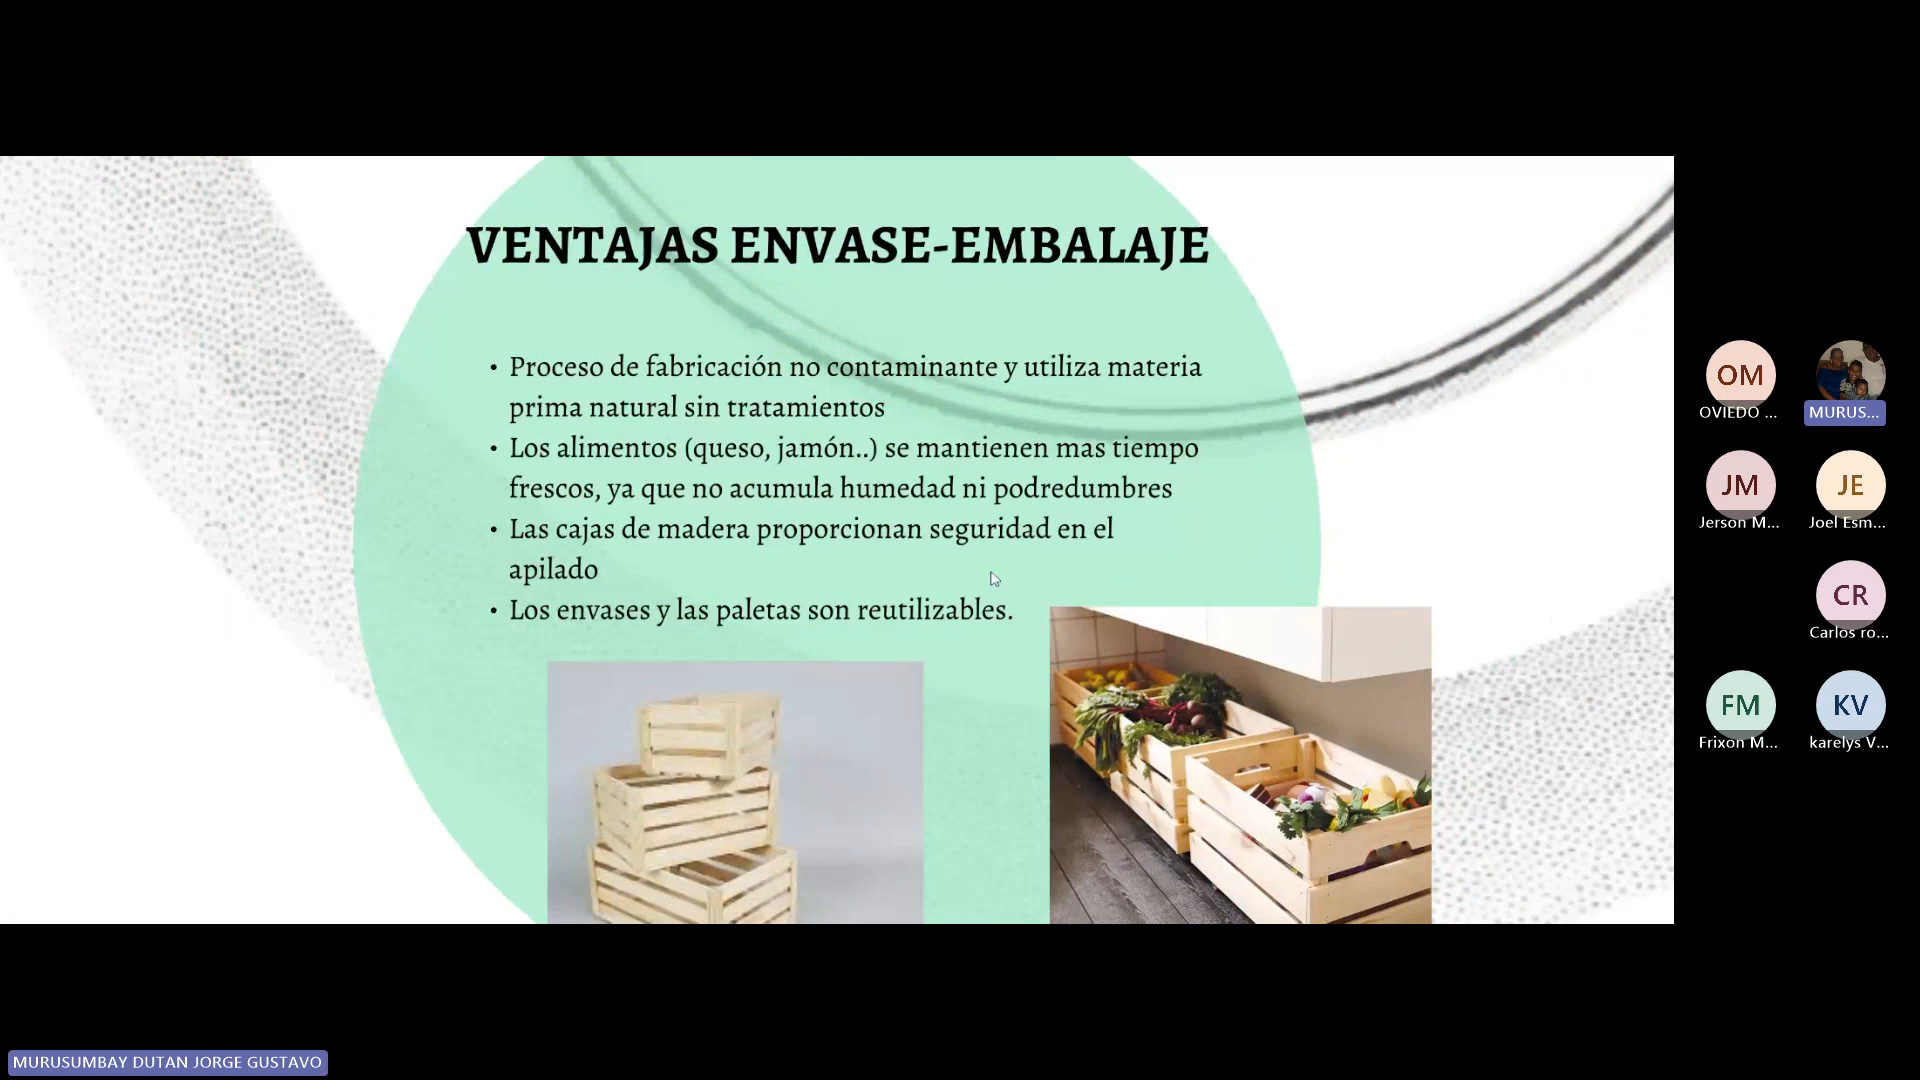 VENTAJAS ENVASE-EMBALAJE
• Proceso de fabricación no contaminante y utiliza materia
prima natural sin tratamientos
• Los alimentos (queso, jamón..) se mantienen mas tiempo
frescos, ya que no acumula humedad ni podredumbres
• Las cajas de madera proporcionan seguridad en el
apilado
• Los envases y las paletas son reutilizables.
OM
OVIEDO ...
MURUS...
JM
Jerson M...
JE
Joel Esm...
CR
Carlos ro...
FM
Frixon M...
KV
karelys V...
MURUSUMBAY DUTAN JORGE GUSTAVO